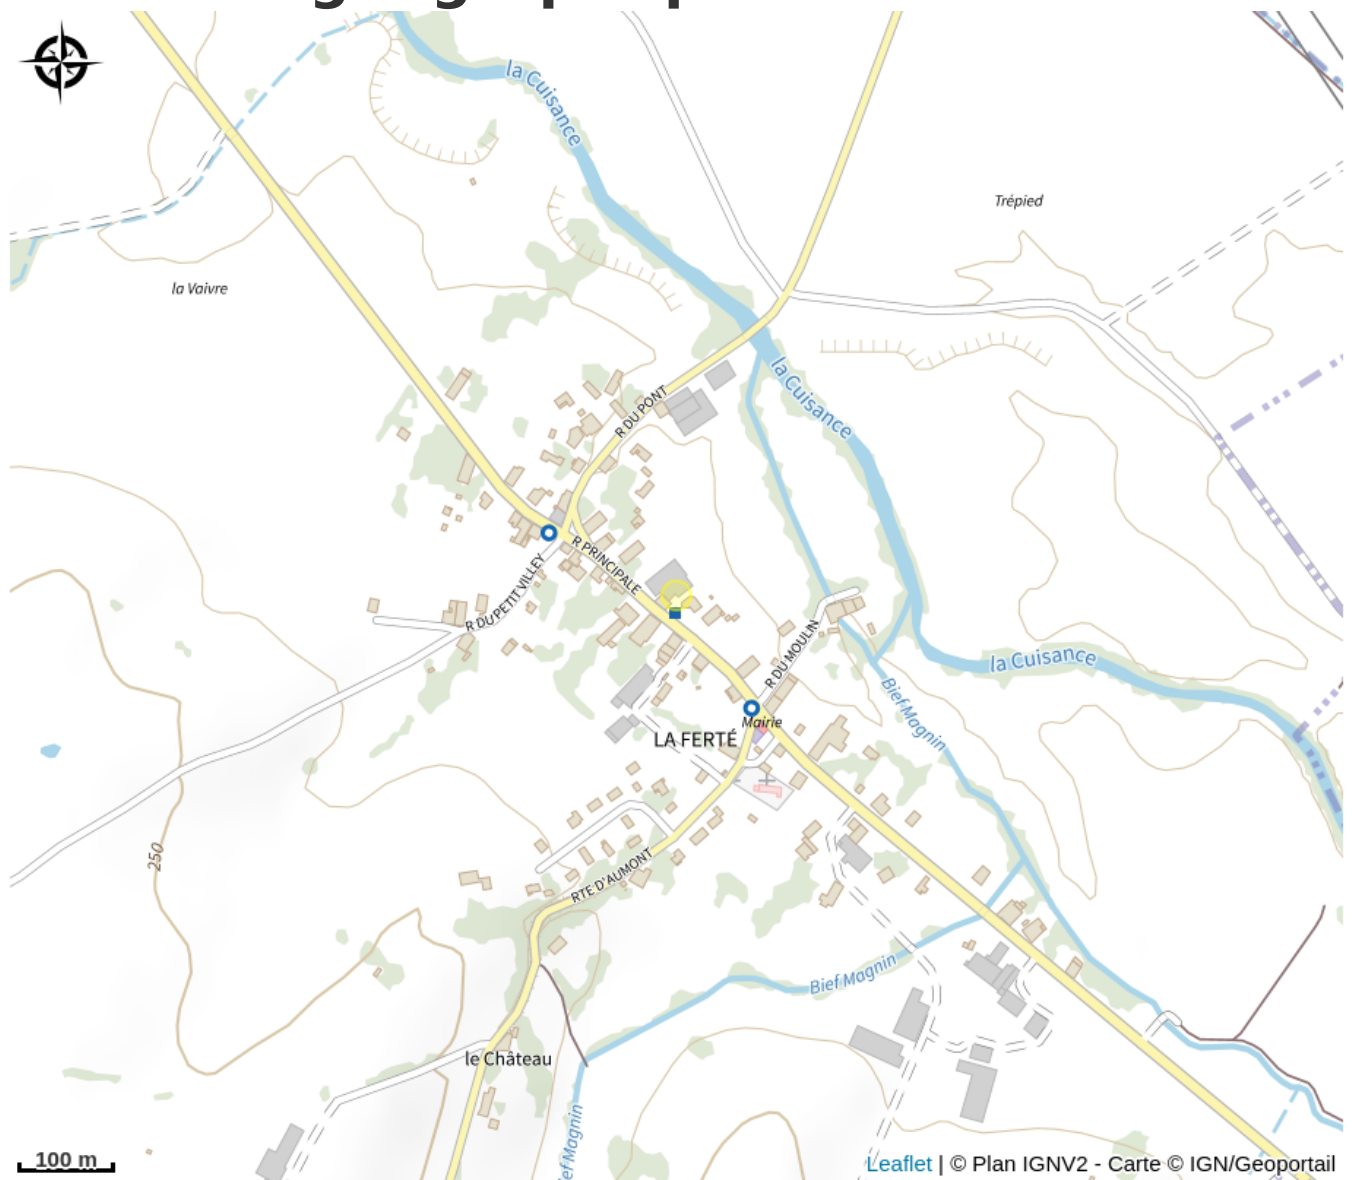 la Cuisance
Trépied
la Vaivre
la Cuisance
R DU PONT
R PRINCIPALE
R DU PETIT VILLEY
R DU MOULIN
la Cuisance
Bief Magnin
Mairie
LA FERTÉ
250
RTE D'AUMONT
Bief Magnin
le Château
ef Magnin
100 m
Leaflet | © Plan IGNV2 - Carte © IGN/Geoportail